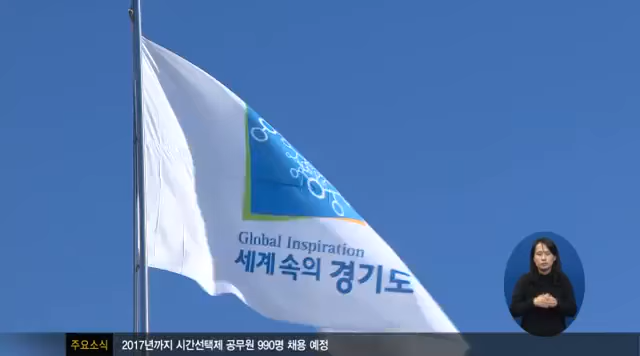 Global Inspiration
세계 속의 경기도
주요소식 2017년까지 시간선택제 공무원 990명 채용 예정